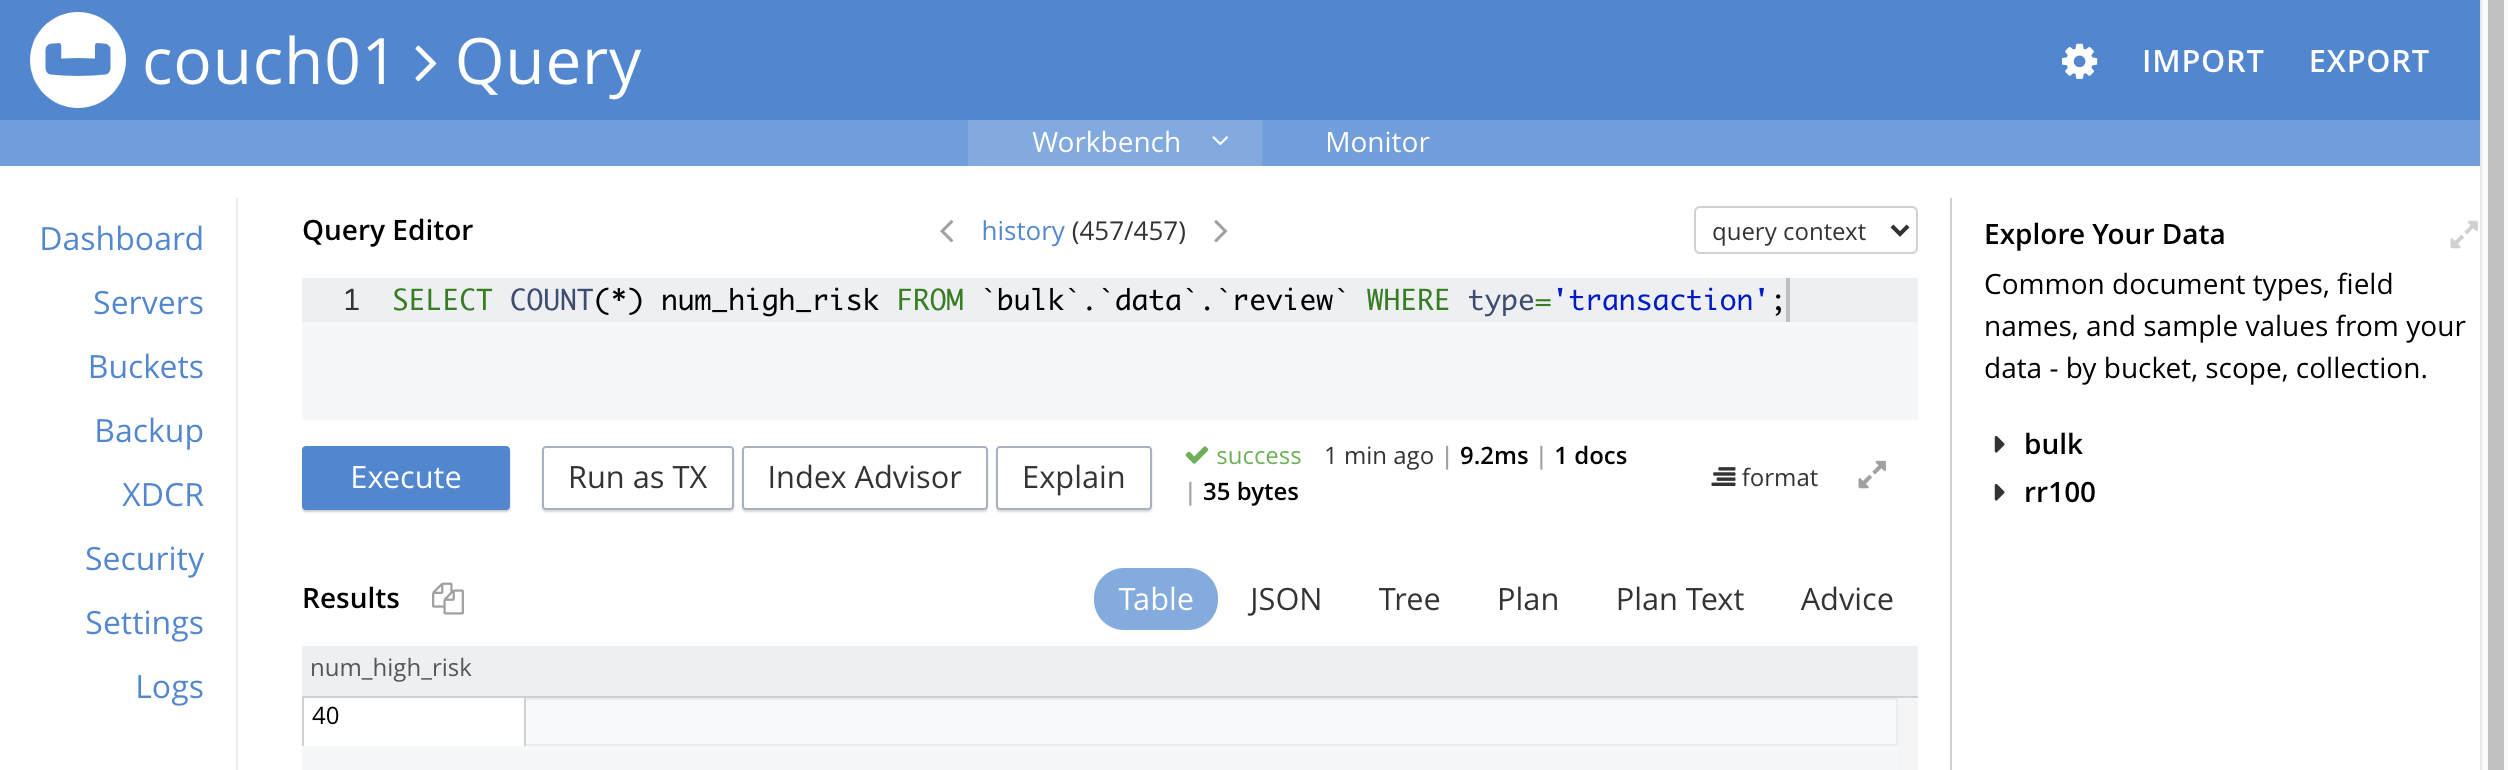 couch01 > Query
IMPORT EXPORT
Workbench Monitor
Dashboard
Servers
Buckets
Backup
XDCR
Security
Settings
Logs
Query Editor
history (457/457)
query context
1 SELECT COUNT(*) num_high_risk FROM `bulk`.`data`.`review` WHERE type='transaction';
Execute Run as TX Index Advisor Explain
success 1 min ago | 9.2ms | 1 docs
| 35 bytes
format
Results
Table JSON Tree Plan Plan Text Advice
num_high_risk
40
Explore Your Data
Common document types, field
names, and sample values from your
data - by bucket, scope, collection.
bulk
rr100